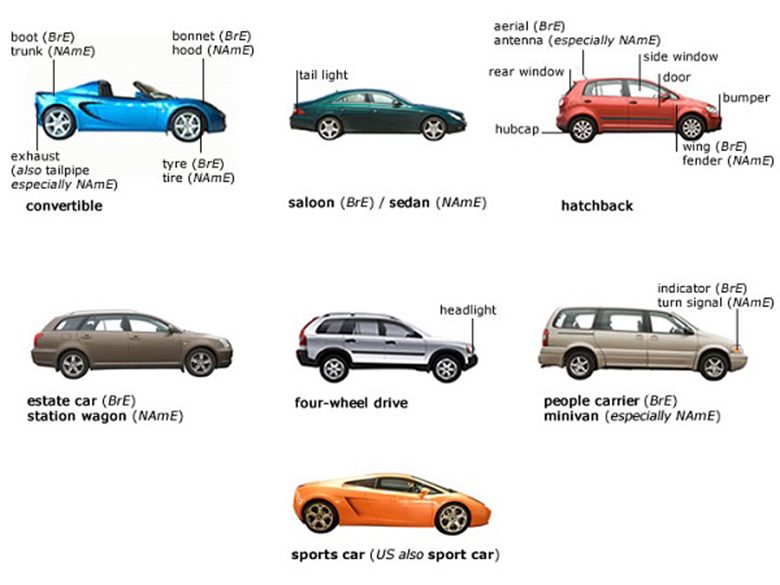 boot (BrE)
trunk (NAmE)
bonnet (BrE)
hood (NAmE)
exhaust
(also tailpipe
especially NAmE)
tyre (BrE)
tire (NAmE)
convertible
tail light
saloon (BrE) / sedan (NAmE)
aerial (BrE)
antenna (especially NAmE)
side window
rear window
door
bumper
hubcap
wing (BrE)
fender (NAmE)
hatchback
estate car (BrE)
station wagon (NAmE)
headlight
four-wheel drive
indicator (BrE)
turn signal (NAmE)
people carrier (BrE)
minivan (especially NAmE)
sports car (US also sport car)